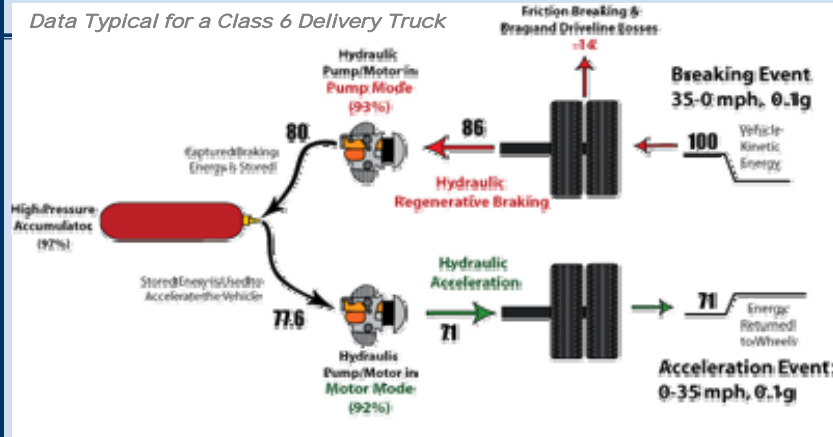 Data Typical for a Class 6 Delivery Truck
Friction Breaking &
Dragand Driveline Losses
-14
Hydraulic
Pump/Motor in
Pump Mode
(93%)
Breaking Event
35-0 mph, 0.1g
80
86
100
Vehicle
Kinetic
Energy
Captured Braking
Energy is Stored
Hydraulic
Regenerative Braking
High Pressure
Accumulator
(97%)
Hydraulic
Acceleration
Stored Energy is Used to
Accelerate the Vehicle
77.6
71
71
Energy
Returned
to Wheels
Hydraulic
Pump/Motor in
Motor Mode
(92%)
Acceleration Event:
0-35 mph, 0.1g